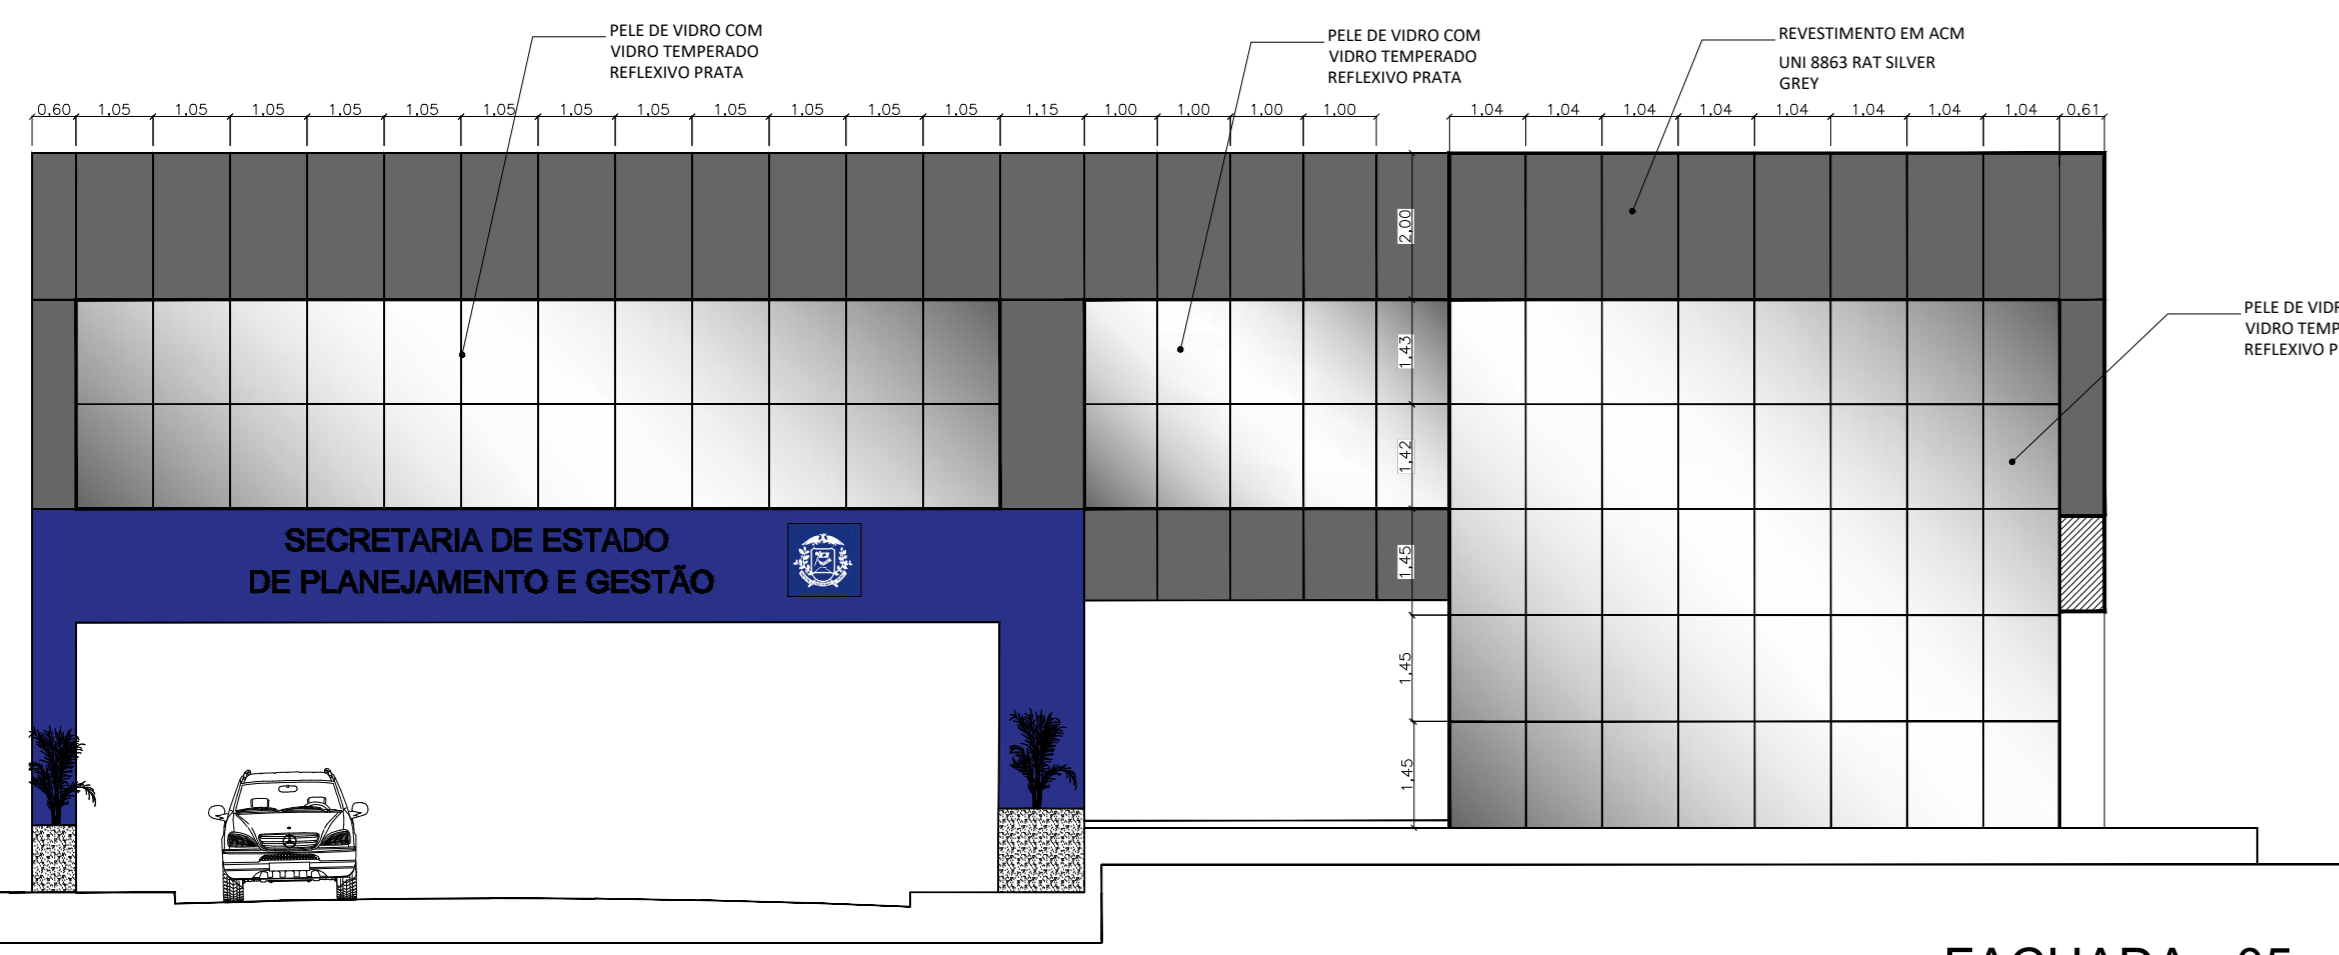 PELE DE VIDRO COM
VIDRO TEMPERADO
REFLEXIVO PRATA
PELE DE VIDRO COM
VIDRO TEMPERADO
REFLEXIVO PRATA
REVESTIMENTO EM ACM
UNI 8863 RAT SILVER
GREY
0,60 1,05 1,05 1,05 1,05 1,05 1,05 1,05 1,05 1,05 1,05 1,05 1,05 1,15 1,00 1,00 1,00 1,00 1,04 1,04 1,04 1,04 1,04 1,04 1,04 1,04 0,61
2,00
1,43
1,42
1,45
1,45
1,45
PELE DE VIDR
VIDRO TEMP
REFLEXIVO P
SECRETARIA DE ESTADO
DE PLANEJAMENTO E GESTÃO